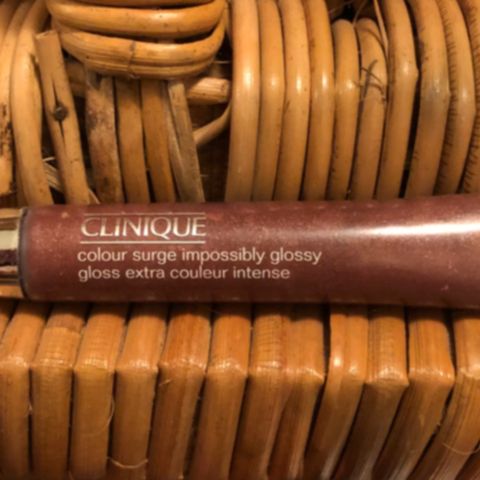 CLINIQUE
colour surge impossibly glossy
gloss extra couleur intense